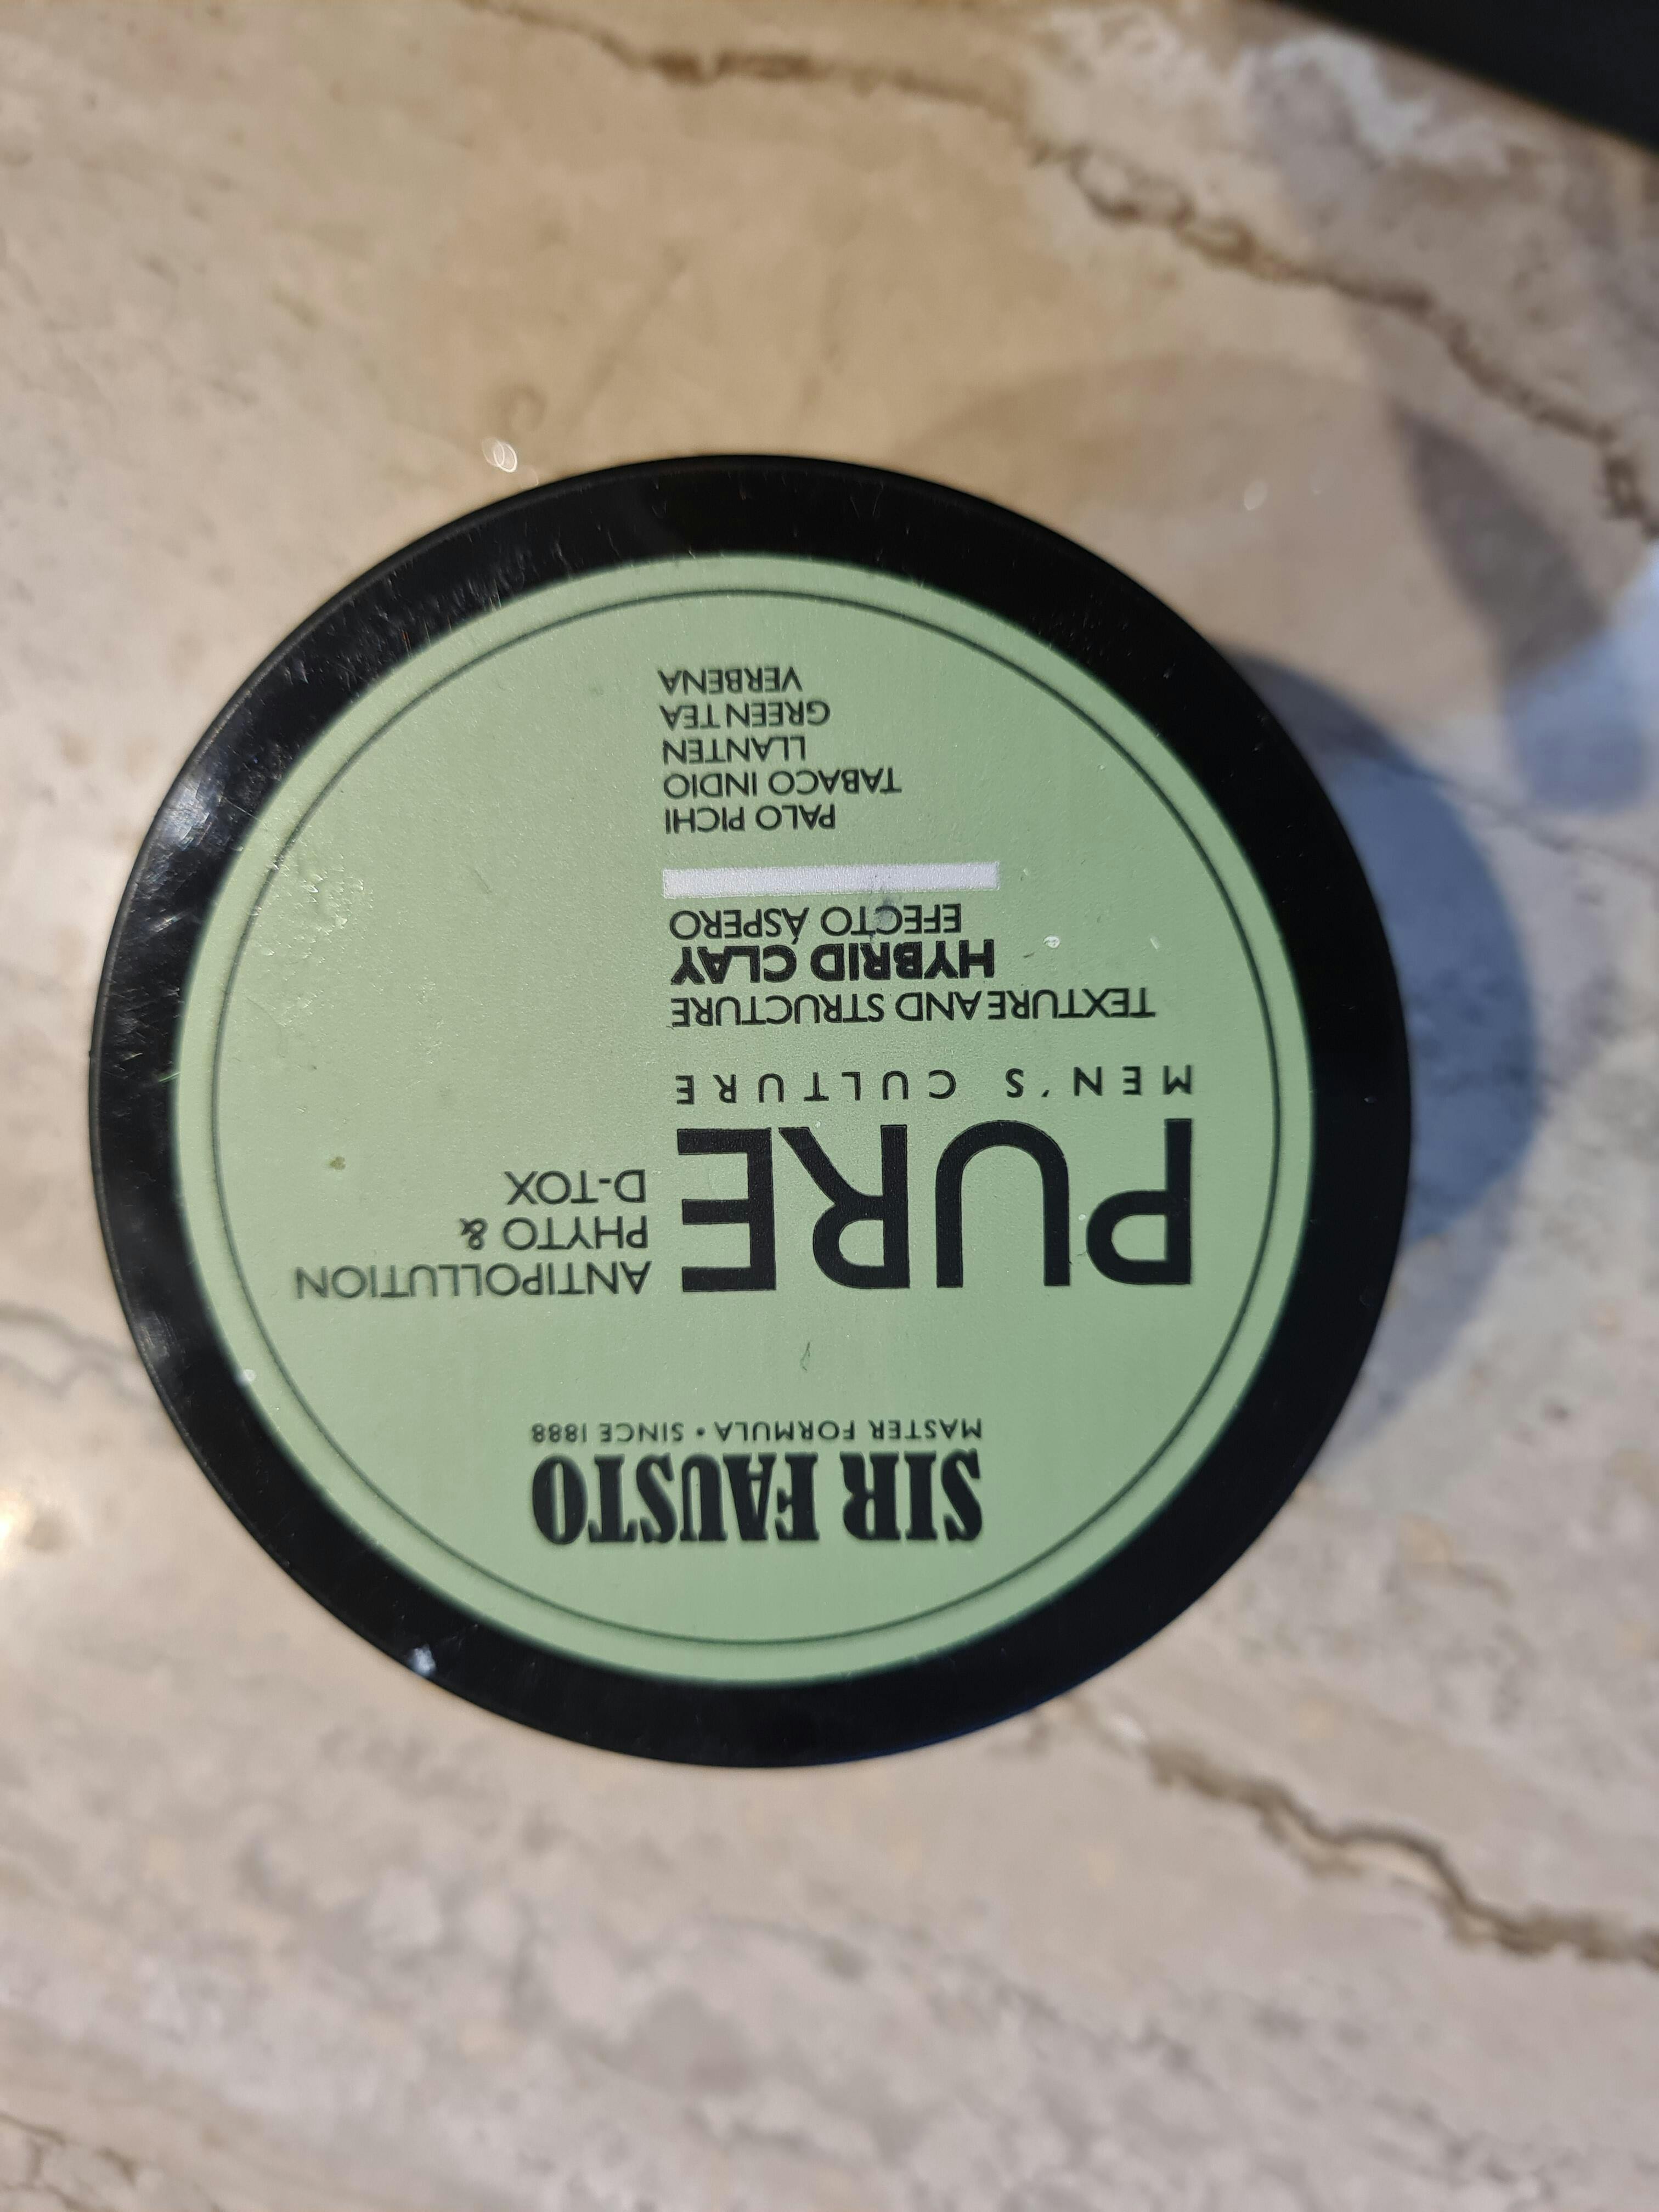 SIR FAUSTO
MASTER FORMULA • SINCE 1888
PURE
ANTIPOLLUTION
PHYTO &
D-TOX
MEN'S CULTURE
TEXTURE AND STRUCTURE
HYBRID CLAY
EFECTO ÁSPERO
PALO PICHI
TABACO INDIO
LLANTEN
GREEN TEA
VERBENA